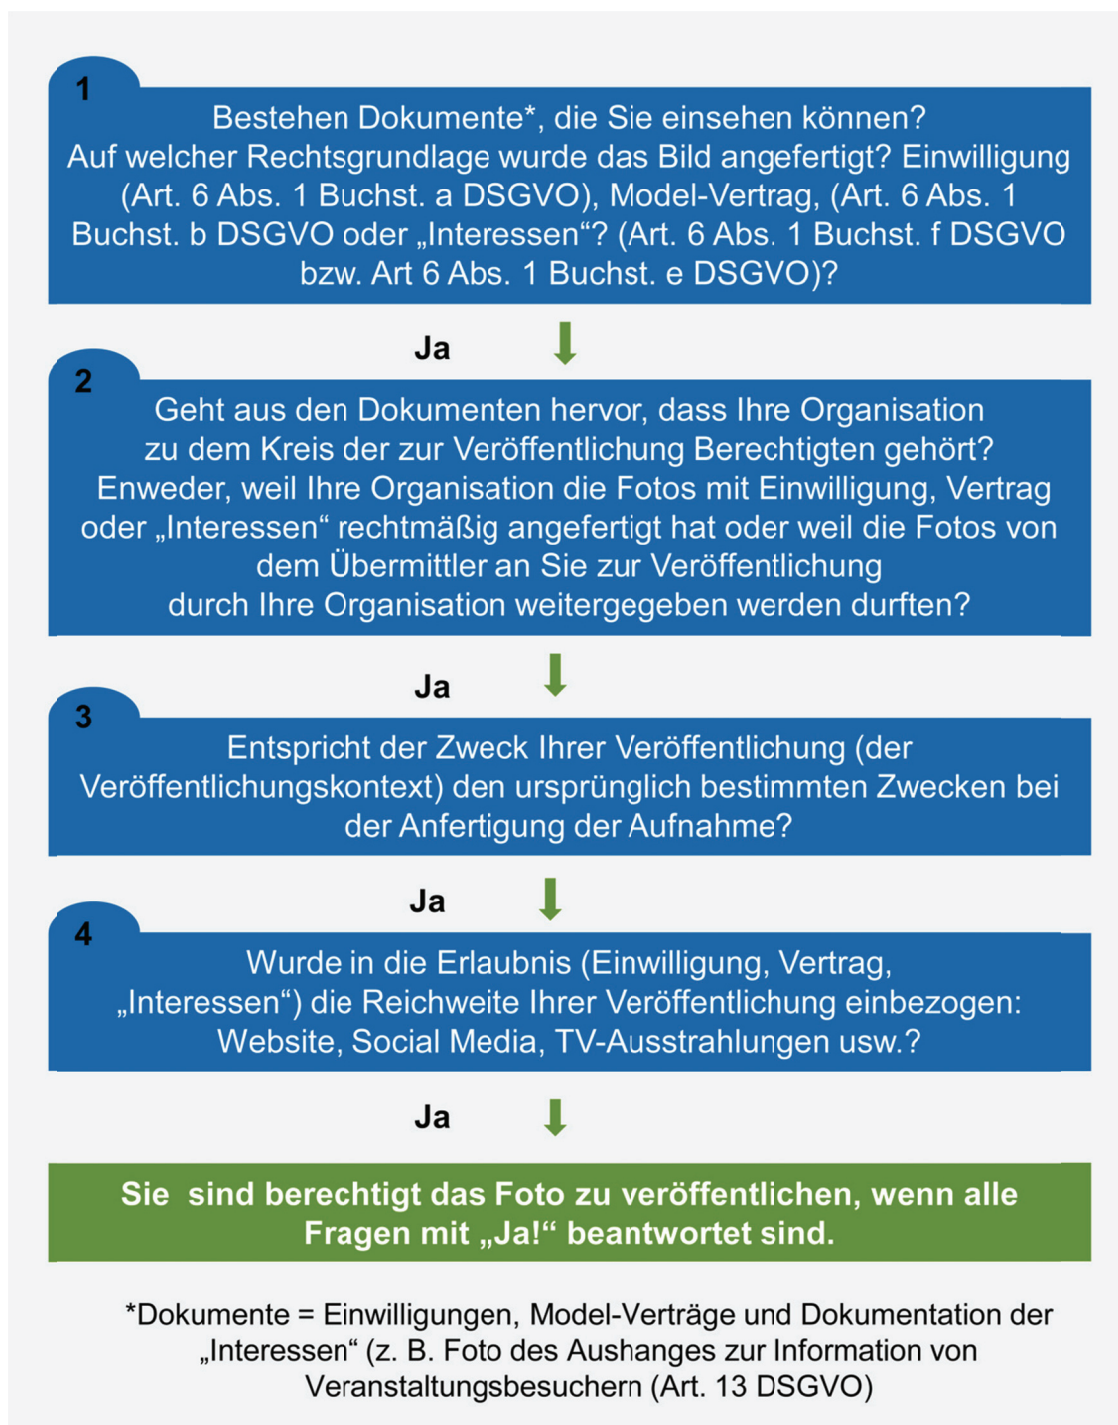 1
Bestehen Dokumente*, die Sie einsehen können?
Auf welcher Rechtsgrundlage wurde das Bild angefertigt? Einwilligung
(Art. 6 Abs. 1 Buchst. a DSGVO), Model-Vertrag, (Art. 6 Abs. 1
Buchst. b DSGVO oder „Interessen“? (Art. 6 Abs. 1 Buchst. f DSGVO
bzw. Art 6 Abs. 1 Buchst. e DSGVO)?
Ja
2
Geht aus den Dokumenten hervor, dass Ihre Organisation
zu dem Kreis der zur Veröffentlichung Berechtigten gehört?
Enweder, weil Ihre Organisation die Fotos mit Einwilligung, Vertrag
oder „Interessen“ rechtmäßig angefertigt hat oder weil die Fotos von
dem Übermittler an Sie zur Veröffentlichung
durch Ihre Organisation weitergegeben werden durften?
Ja
3
Entspricht der Zweck Ihrer Veröffentlichung (der
Veröffentlichungskontext) den ursprünglich bestimmten Zwecken bei
der Anfertigung der Aufnahme?
Ja
4
Wurde in die Erlaubnis (Einwilligung, Vertrag,
„Interessen“) die Reichweite Ihrer Veröffentlichung einbezogen:
Website, Social Media, TV-Ausstrahlungen usw.?
Ja
Sie sind berechtigt das Foto zu veröffentlichen, wenn alle
Fragen mit „Ja!“ beantwortet sind.
*Dokumente = Einwilligungen, Model-Verträge und Dokumentation der
„Interessen“ (z. B. Foto des Aushanges zur Information von
Veranstaltungsbesuchern (Art. 13 DSGVO)